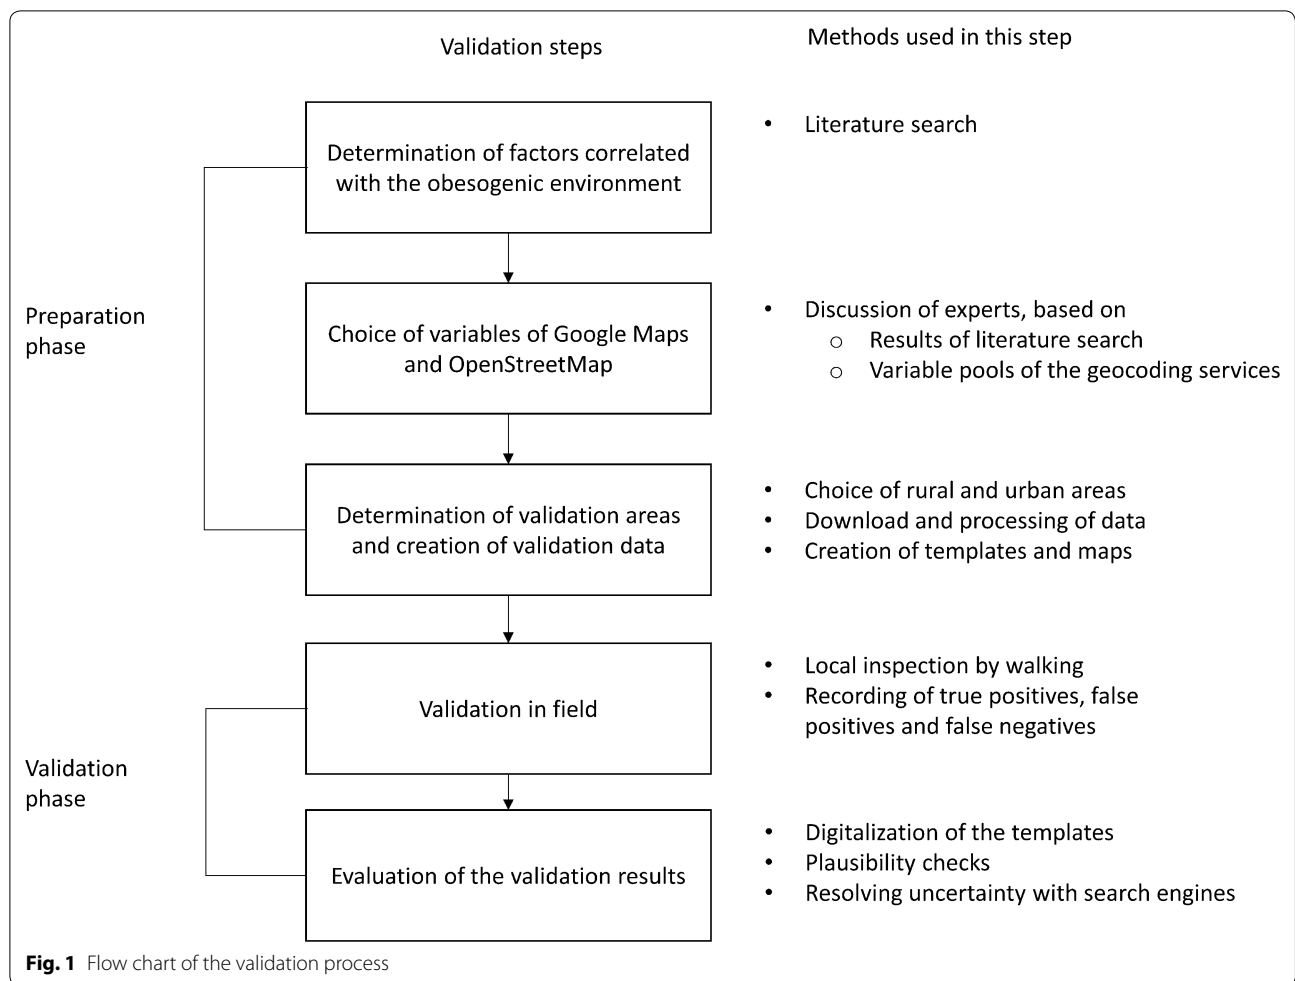 Validation steps
Methods used in this step
Determination of factors correlated
with the obesogenic environment
• Literature search
Preparation
phase
Choice of variables of Google Maps
and OpenStreetMap
• Discussion of experts, based on
o Results of literature search
o Variable pools of the geocoding services
Determination of validation areas
and creation of validation data
• Choice of rural and urban areas
• Download and processing of data
• Creation of templates and maps
Validation
phase
Validation in field
• Local inspection by walking
• Recording of true positives, false
positives and false negatives
Evaluation of the validation results
• Digitalization of the templates
• Plausibility checks
• Resolving uncertainty with search engines
Fig. 1 Flow chart of the validation process